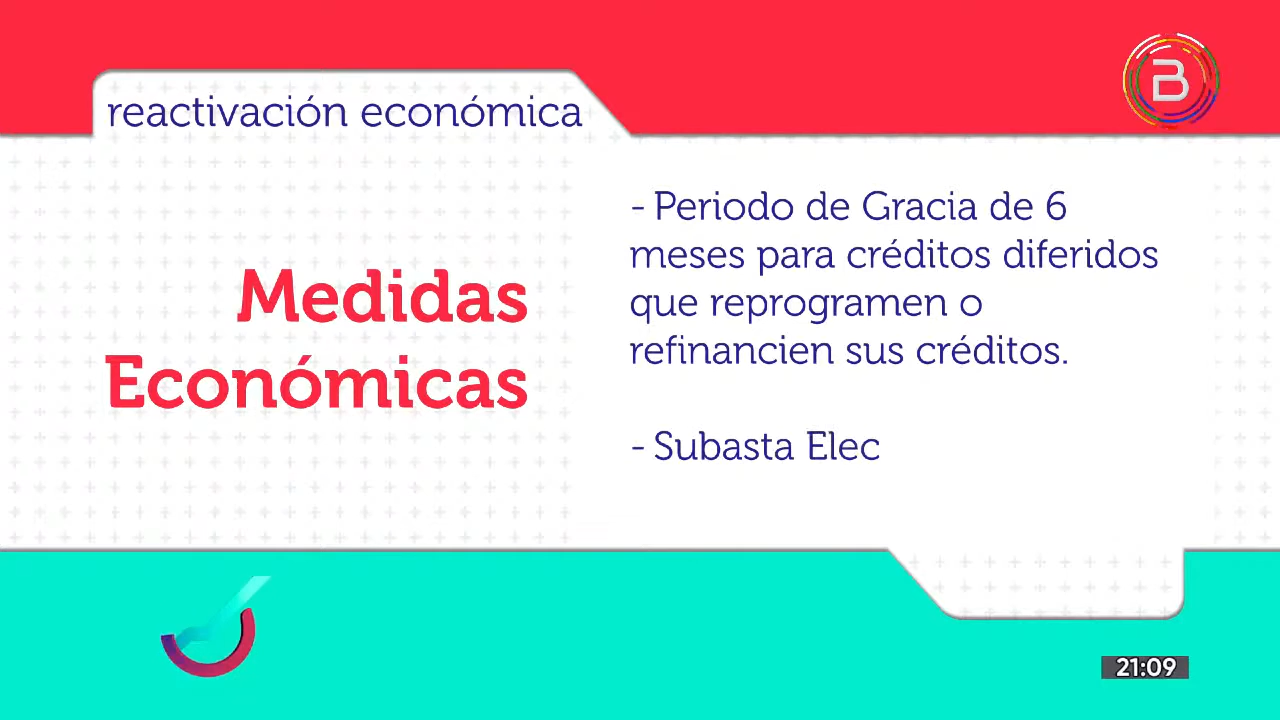 reactivación económica
B
Medidas
Económicas
- Periodo de Gracia de 6
meses para créditos diferidos
que reprogramen o
refinancien sus créditos.
- Subasta Elec
21:09